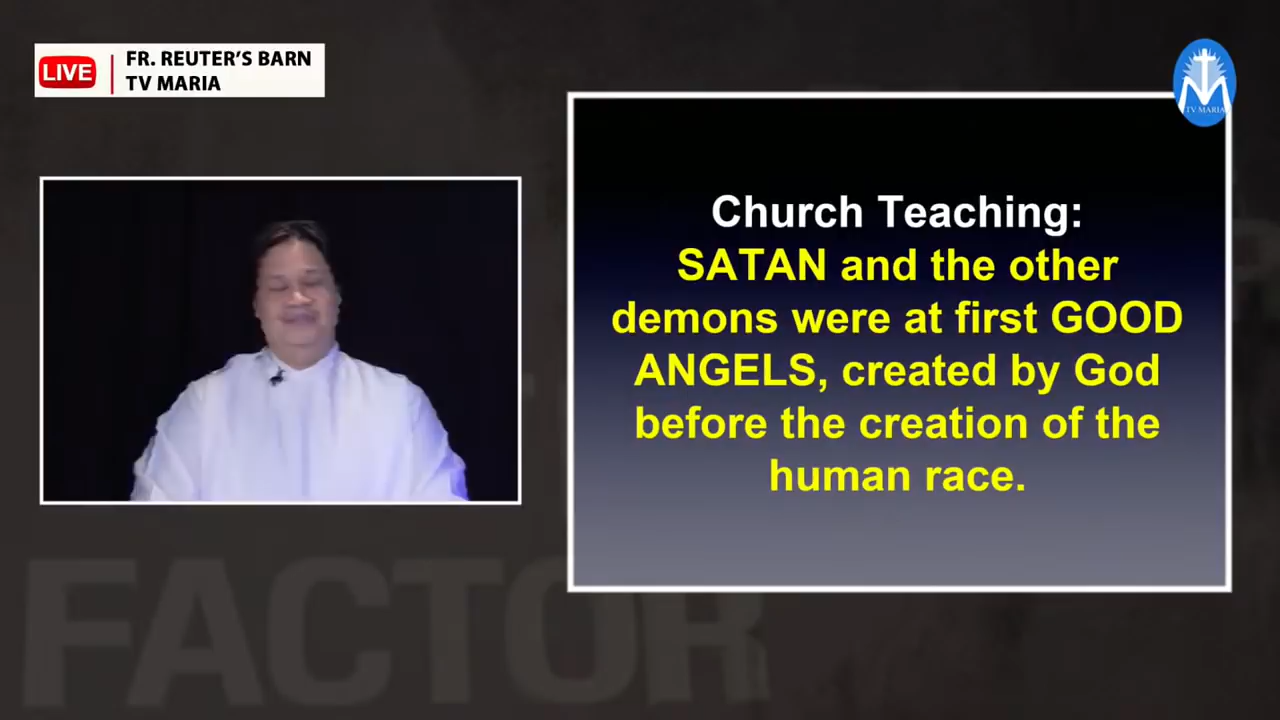 LIVE
FR. REUTER'S BARN
TV MARIA
TV MARIA
Church Teaching:
SATAN and the other
demons were at first GOOD
ANGELS, created by God
before the creation of the
human race.
FACTOR